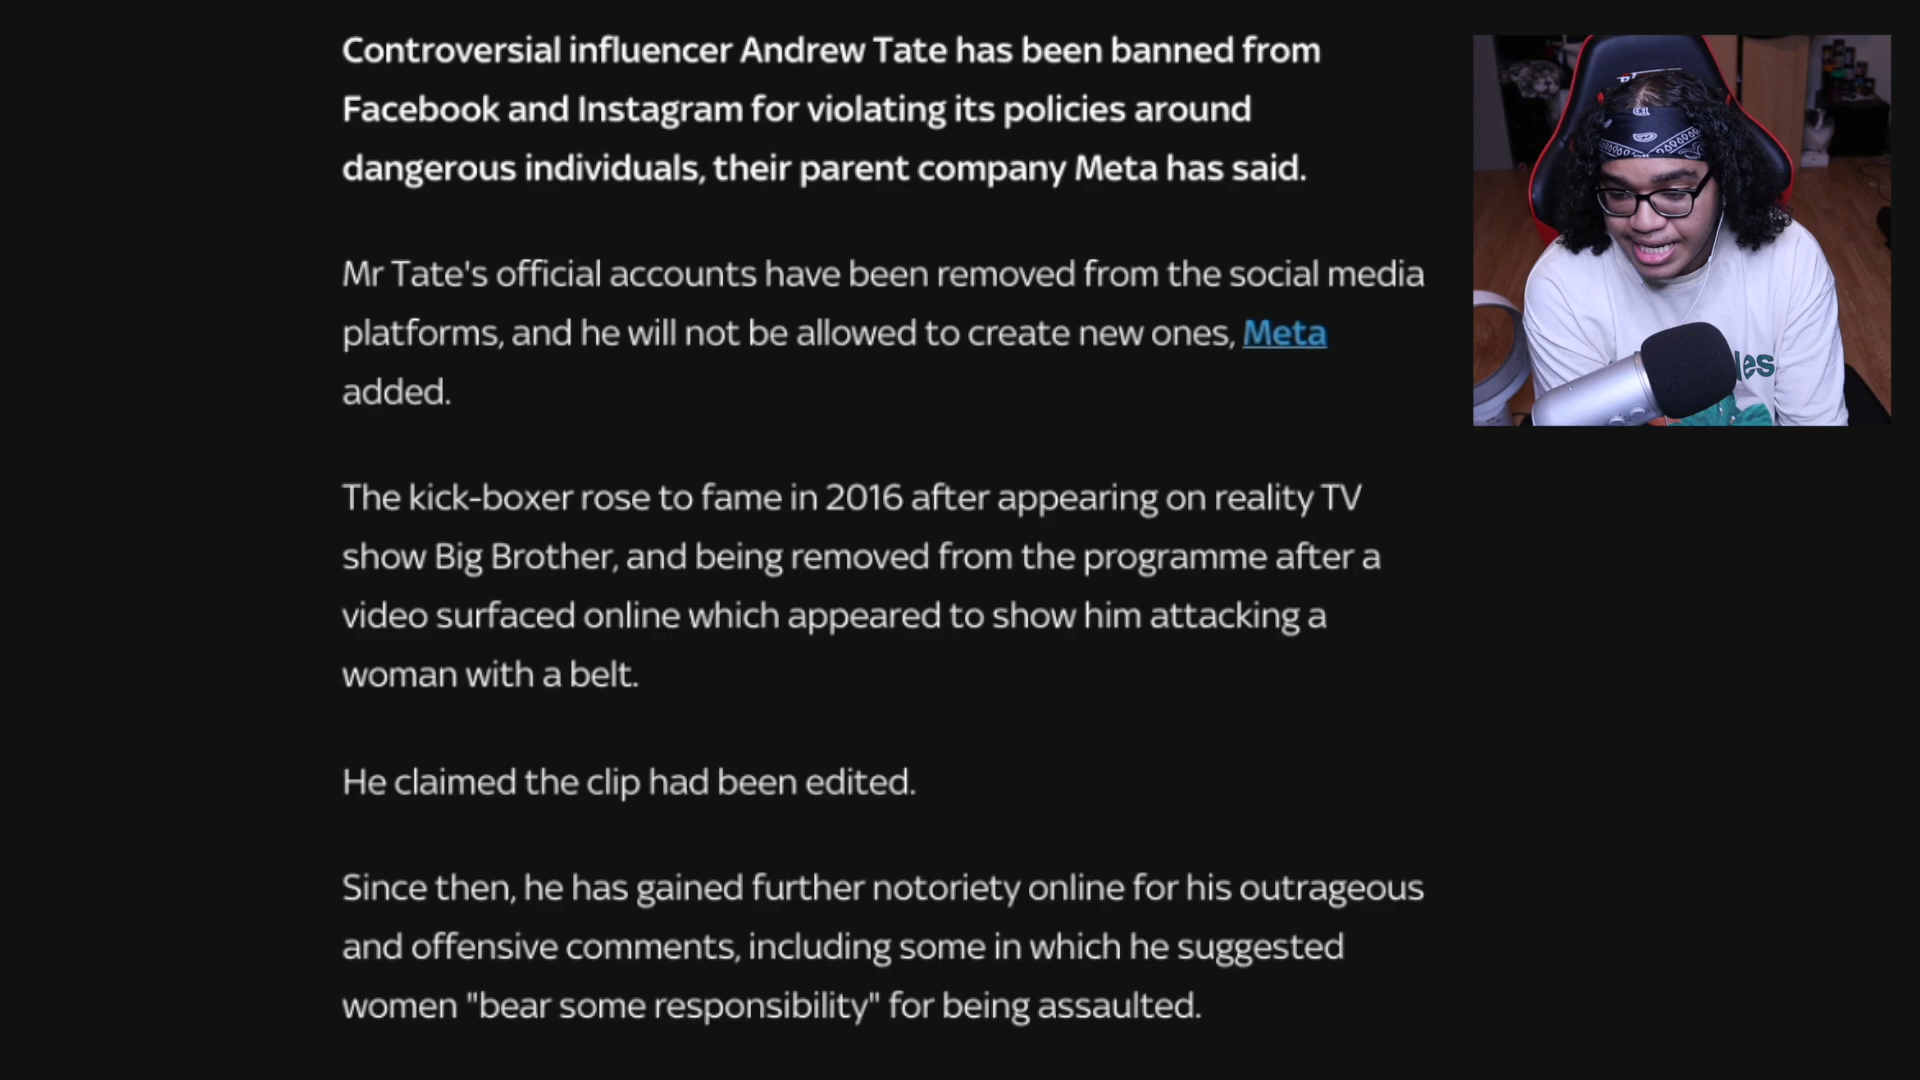 Controversial influencer Andrew Tate has been banned from
Facebook and Instagram for violating its policies around
dangerous individuals, their parent company Meta has said.
Mr Tate's official accounts have been removed from the social media
platforms, and he will not be allowed to create new ones, Meta
added.
The kick-boxer rose to fame in 2016 after appearing on reality TV
show Big Brother, and being removed from the programme after a
video surfaced online which appeared to show him attacking a
woman with a belt.
He claimed the clip had been edited.
Since then, he has gained further notoriety online for his outrageous
and offensive comments, including some in which he suggested
women "bear some responsibility" for being assaulted.